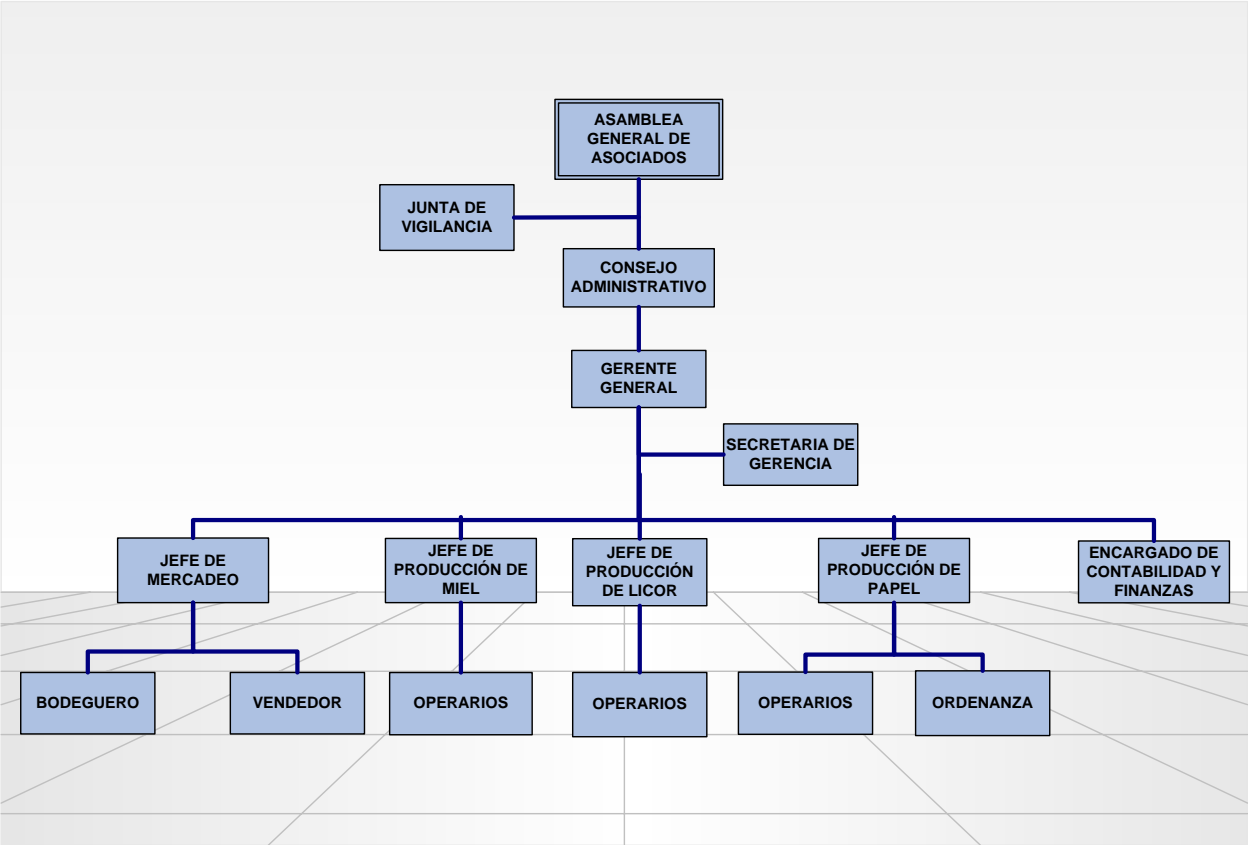 ASAMBLEA
GENERAL DE
ASOCIADOS
JUNTA DE
VIGILANCIA
CONSEJO
ADMINISTRATIVO
GERENTE
GENERAL
SECRETARIA DE
GERENCIA
JEFE DE
MERCADEO
JEFE DE
PRODUCCIÓN DE
MIEL
JEFE DE
PRODUCCIÓN
DE LICOR
JEFE DE
PRODUCCIÓN DE
PAPEL
ENCARGADO DE
CONTABILIDAD Y
FINANZAS
BODEGUERO
VENDEDOR
OPERARIOS
OPERARIOS
OPERARIOS
ORDENANZA